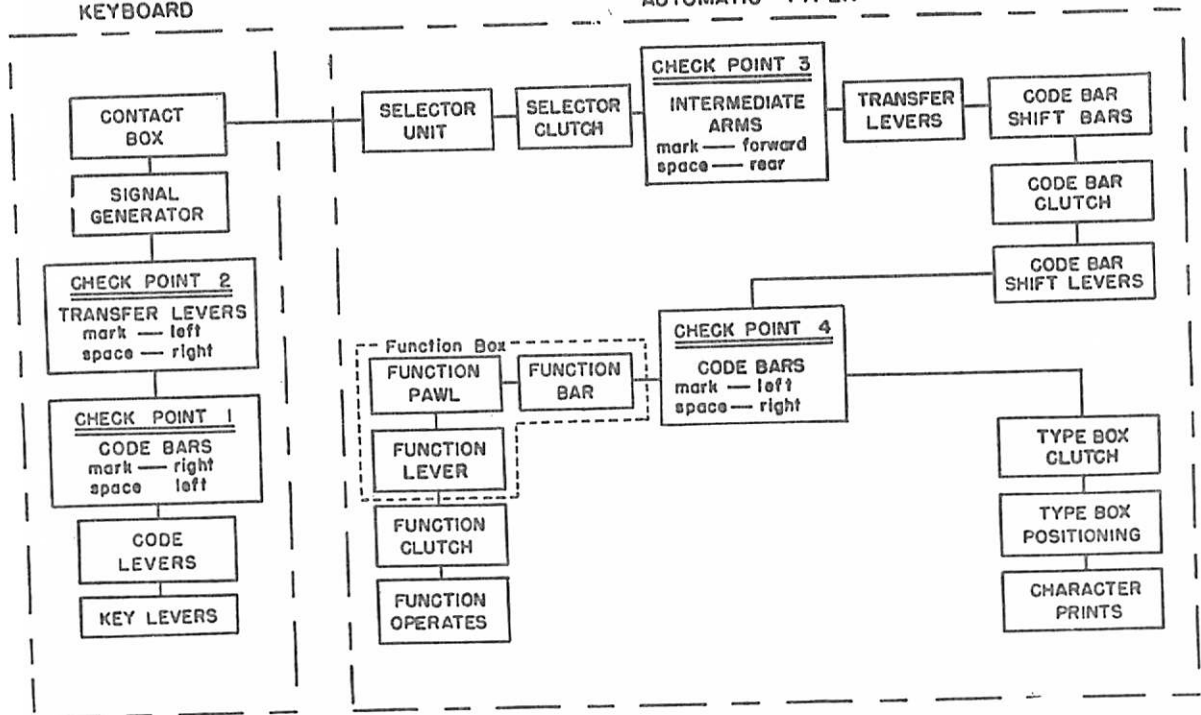 KEYBOARD
CONTACT
BOX
SIGNAL
GENERATOR
CHECK POINT 2
TRANSFER LEVERS
mark — left
space — right
CHECK POINT 1
CODE BARS
mark — right
space left
CODE
LEVERS
KEY LEVERS
SELECTOR
UNIT
SELECTOR
CLUTCH
CHECK POINT 3
INTERMEDIATE
ARMS
mark — forward
space — rear
TRANSFER
LEVERS
CODE BAR
SHIFT BARS
CODE BAR
CLUTCH
CODE BAR
SHIFT LEVERS
CHECK POINT 4
CODE BARS
mark — left
space — right
Function Box
FUNCTION
PAWL
FUNCTION
BAR
FUNCTION
LEVER
FUNCTION
CLUTCH
FUNCTION
OPERATES
TYPE BOX
CLUTCH
TYPE BOX
POSITIONING
CHARACTER
PRINTS